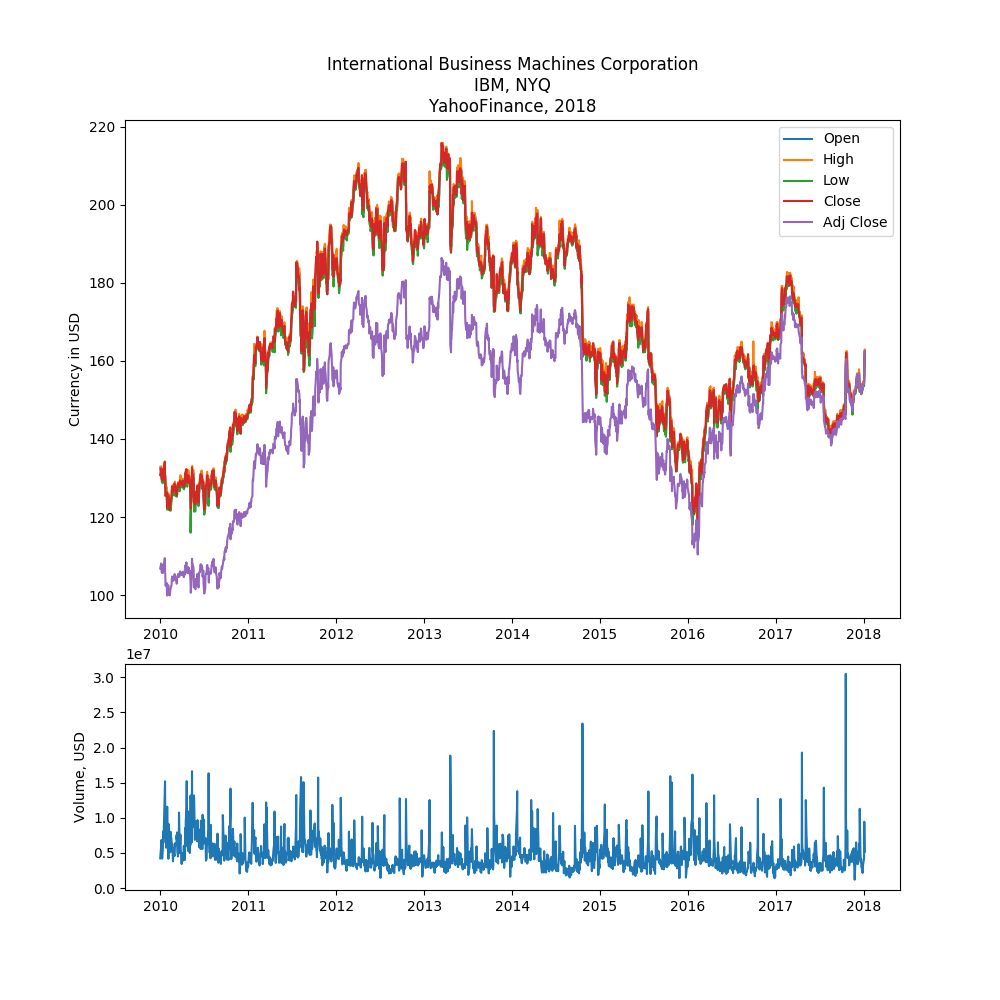 International Business Machines Corporation
IBM, NYQ
YahooFinance, 2018
220
200
180
160
140
120
100
Currency in USD
Open
High
Low
Close
Adj Close
2010 2011 2012 2013 2014 2015 2016 2017 2018
1e7
3.0
2.5
2.0
1.5
1.0
0.5
0.0
Volume, USD
2010 2011 2012 2013 2014 2015 2016 2017 2018